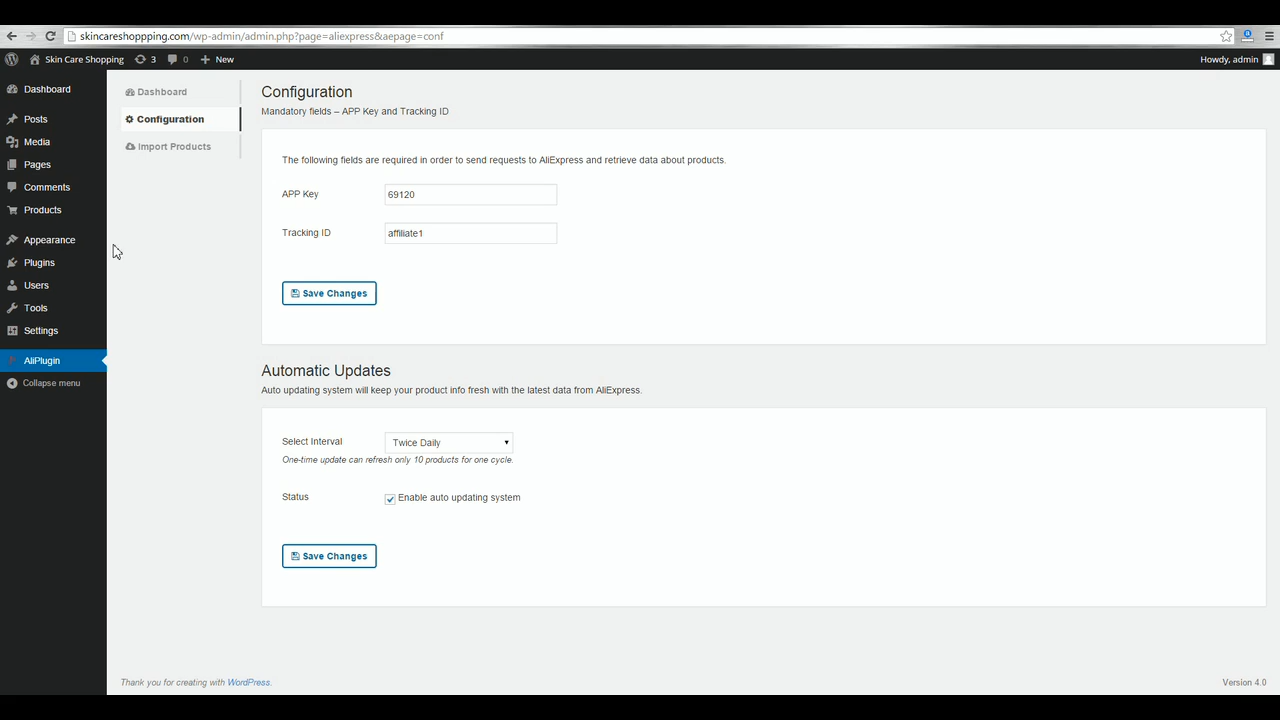 skincareshoppping.com/wp-admin/admin.php?page=aliexpress&aepage=conf
Skin Care Shopping 3 0 New
Howdy, admin
Dashboard
Posts
Media
Pages
Comments
Products
Appearance
Plugins
Users
Tools
Settings
AliPlugin
Collapse menu
Dashboard
Configuration
Import Products
Configuration
Mandatory fields – APP Key and Tracking ID
The following fields are required in order to send requests to AliExpress and retrieve data about products.
APP Key 69120
Tracking ID affiliate1
Save Changes
Automatic Updates
Auto updating system will keep your product info fresh with the latest data from AliExpress.
Select Interval Twice Daily
One-time update can refresh only 10 products for one cycle.
Status Enable auto updating system
Save Changes
Thank you for creating with WordPress.
Version 4.0